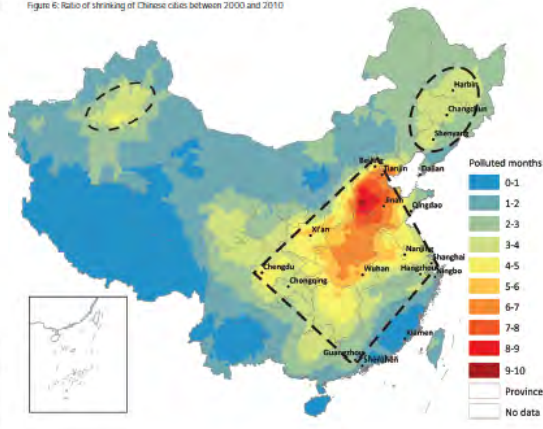 Figure 6: Ratio of shrinking of Chinese cities between 2000 and 2010
Harbin
Changchun
Shenyang
Beijing
Tianjin
Dalian
Polluted months
0-1
1-2
2-3
3-4
4-5
5-6
6-7
7-8
8-9
9-10
Province
No data
Jinan
Qingdao
Xi'an
Nanjing
Shanghai
Chengdu
Wuhan
Hangzhou
Ningbo
Chongqing
Xiamen
Guangzhou
Shenzhen